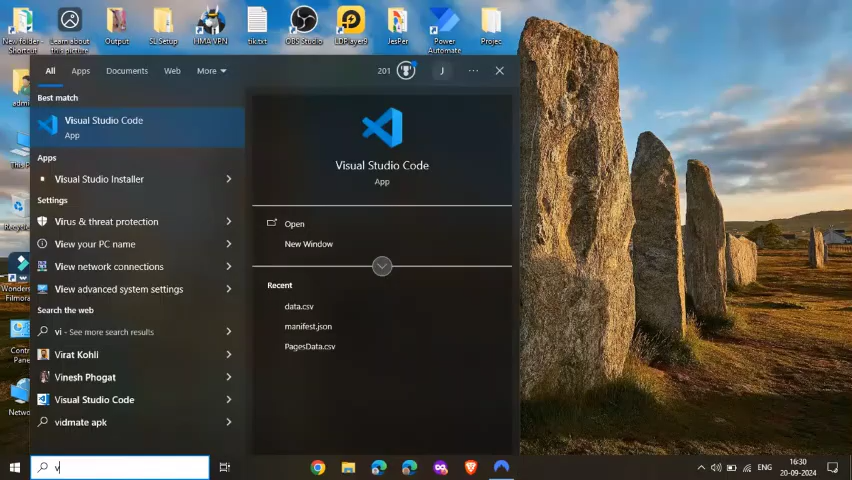 New folder - Shortcut
Learn about this picture
Output
SL Setup
HMA VPN
tik.txt
OBS Studio
LDPlayer9
JesPer
Power Automate
Projec
All Apps Documents Web More 201 J
Best match
Visual Studio Code
App
Apps
Visual Studio Installer
Settings
Virus & threat protection
View your PC name
View network connections
View advanced system settings
Search the web
vi - See more search results
Virat Kohli
Vinesh Phogat
Visual Studio Code
vidmate apk
Visual Studio Code
App
Open
New Window
Recent
data.csv
manifest.json
PagesData.csv
v
ENG
16:30
20-09-2024